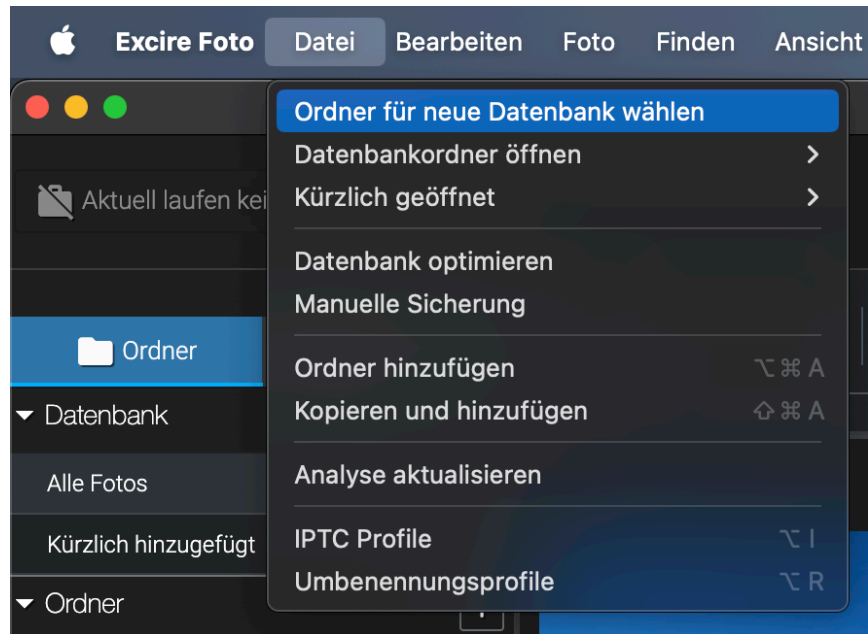 Excire Foto Datei Bearbeiten Foto Finden Ansicht
Ordner für neue Datenbank wählen
Datenbankordner öffnen
Kürzlich geöffnet
Datenbank optimieren
Manuelle Sicherung
Ordner hinzufügen ⌥⌘A
Kopieren und hinzufügen ⇧⌘A
Analyse aktualisieren
IPTC Profile ⌥I
Umbenennungsprofile ⌥R
Aktuell laufen kei
Ordner
Datenbank
Alle Fotos
Kürzlich hinzugefügt
Ordner